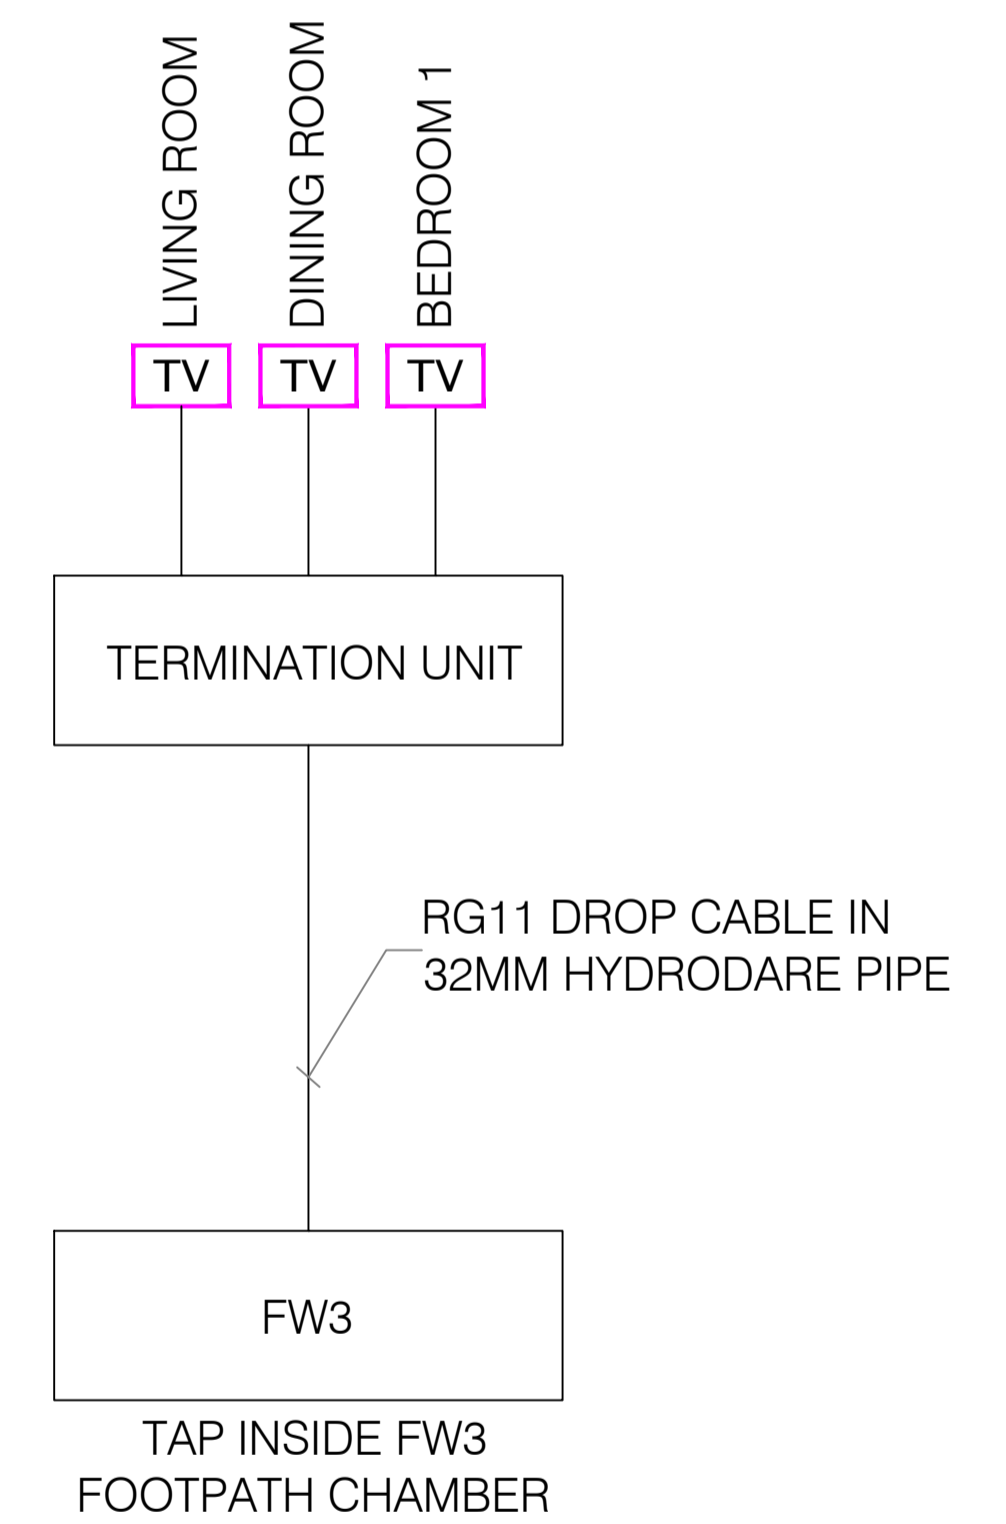 LIVING ROOM
DINING ROOM
BEDROOM 1
TV
TV
TV
TERMINATION UNIT
RG11 DROP CABLE IN
32MM HYDRODARE PIPE
FW3
TAP INSIDE FW3
FOOTPATH CHAMBER